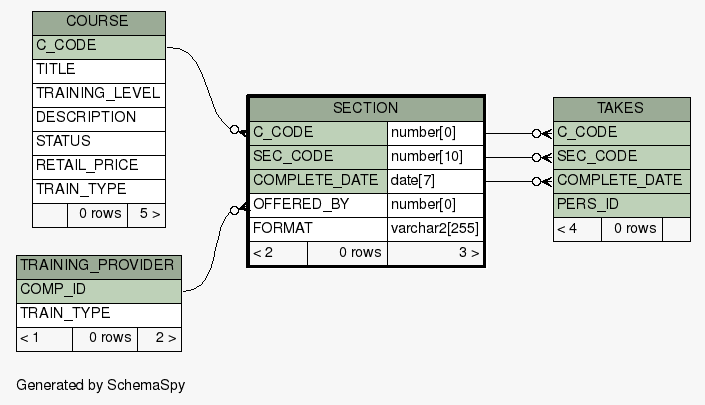 COURSE
C_CODE
TITLE
TRAINING_LEVEL
DESCRIPTION
STATUS
RETAIL_PRICE
TRAIN_TYPE
0 rows 5 >
TRAINING_PROVIDER
COMP_ID
TRAIN_TYPE
< 1 0 rows 2 >
SECTION
C_CODE number[0]
SEC_CODE number[10]
COMPLETE_DATE date[7]
OFFERED_BY number[0]
FORMAT varchar2[255]
< 2 0 rows 3 >
TAKES
C_CODE
SEC_CODE
COMPLETE_DATE
PERS_ID
< 4 0 rows
Generated by SchemaSpy